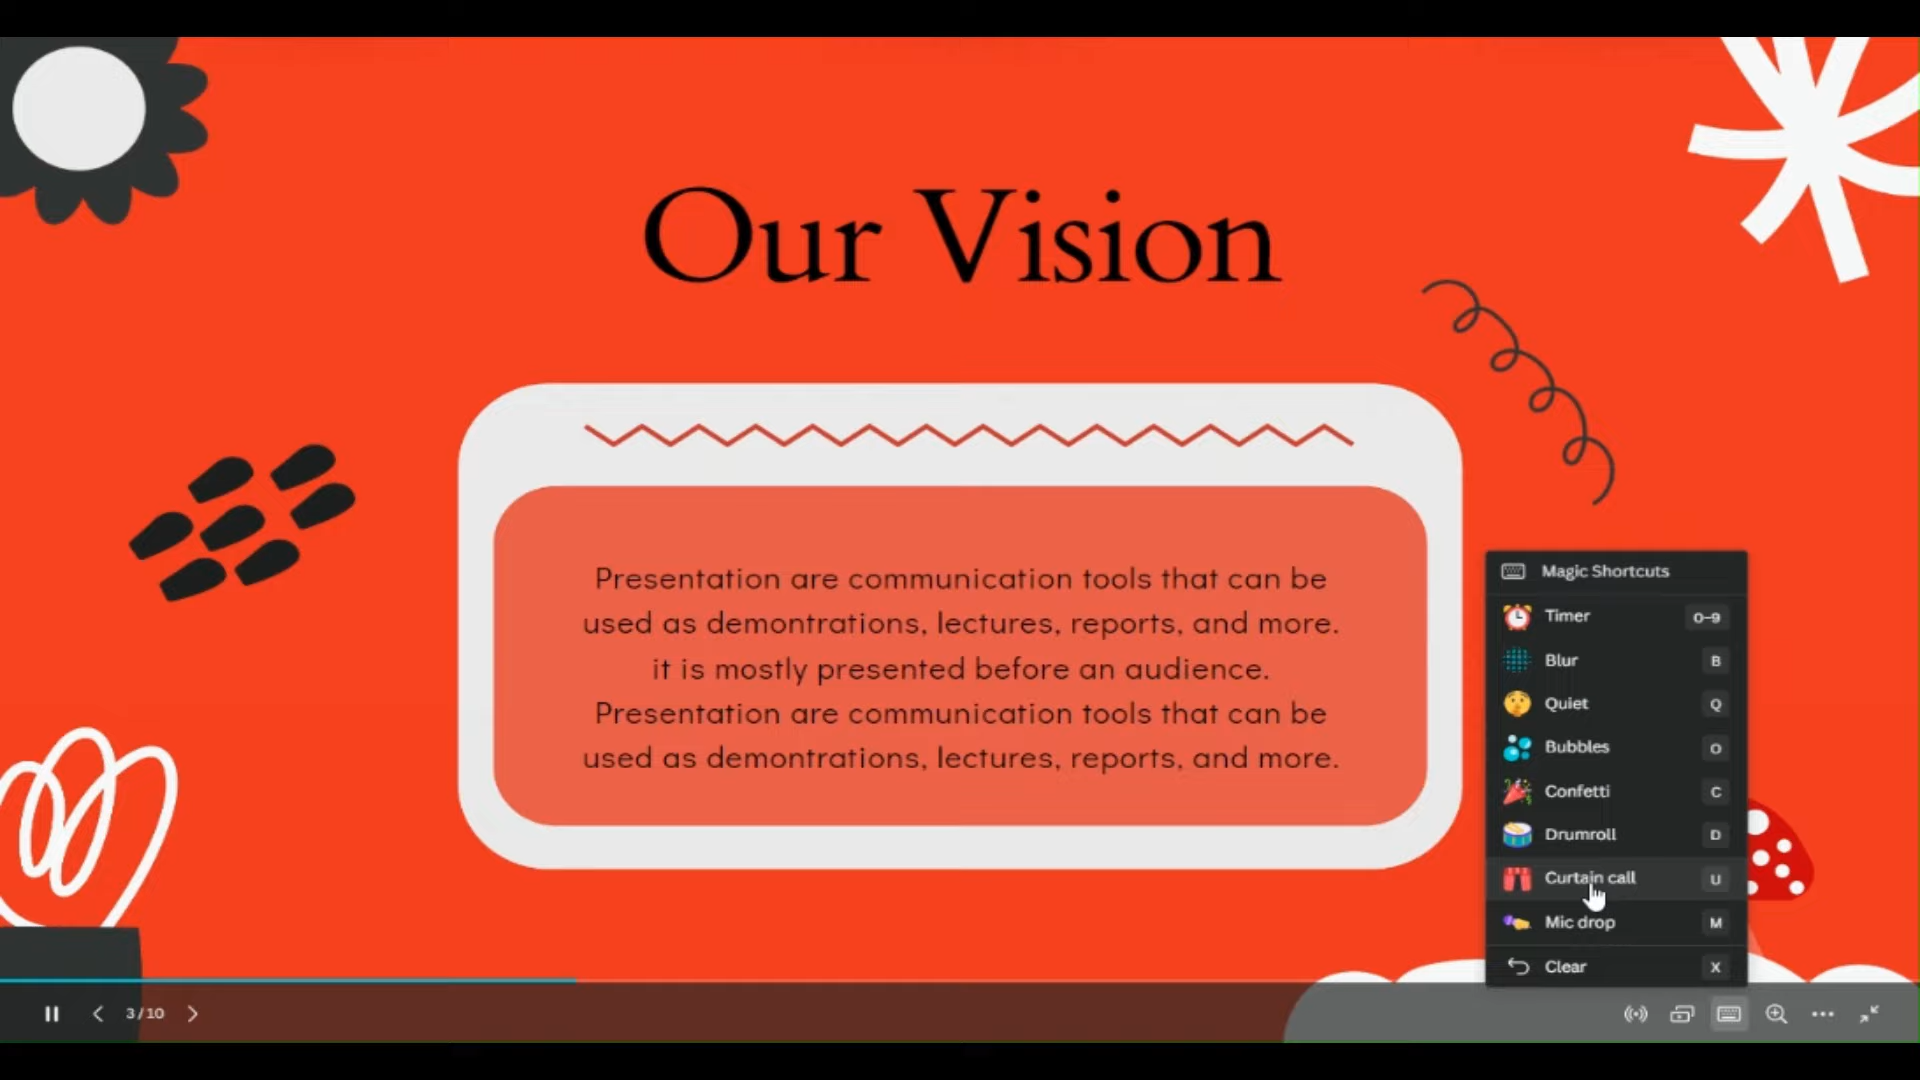 Our Vision
Presentation are communication tools that can be
used as demontrations, lectures, reports, and more.
it is mostly presented before an audience.
Presentation are communication tools that can be
used as demontrations, lectures, reports, and more.
Magic Shortcuts
Timer 0-9
Blur B
Quiet Q
Bubbles O
Confetti C
Drumroll D
Curtain call U
Mic drop M
Clear X
3/10